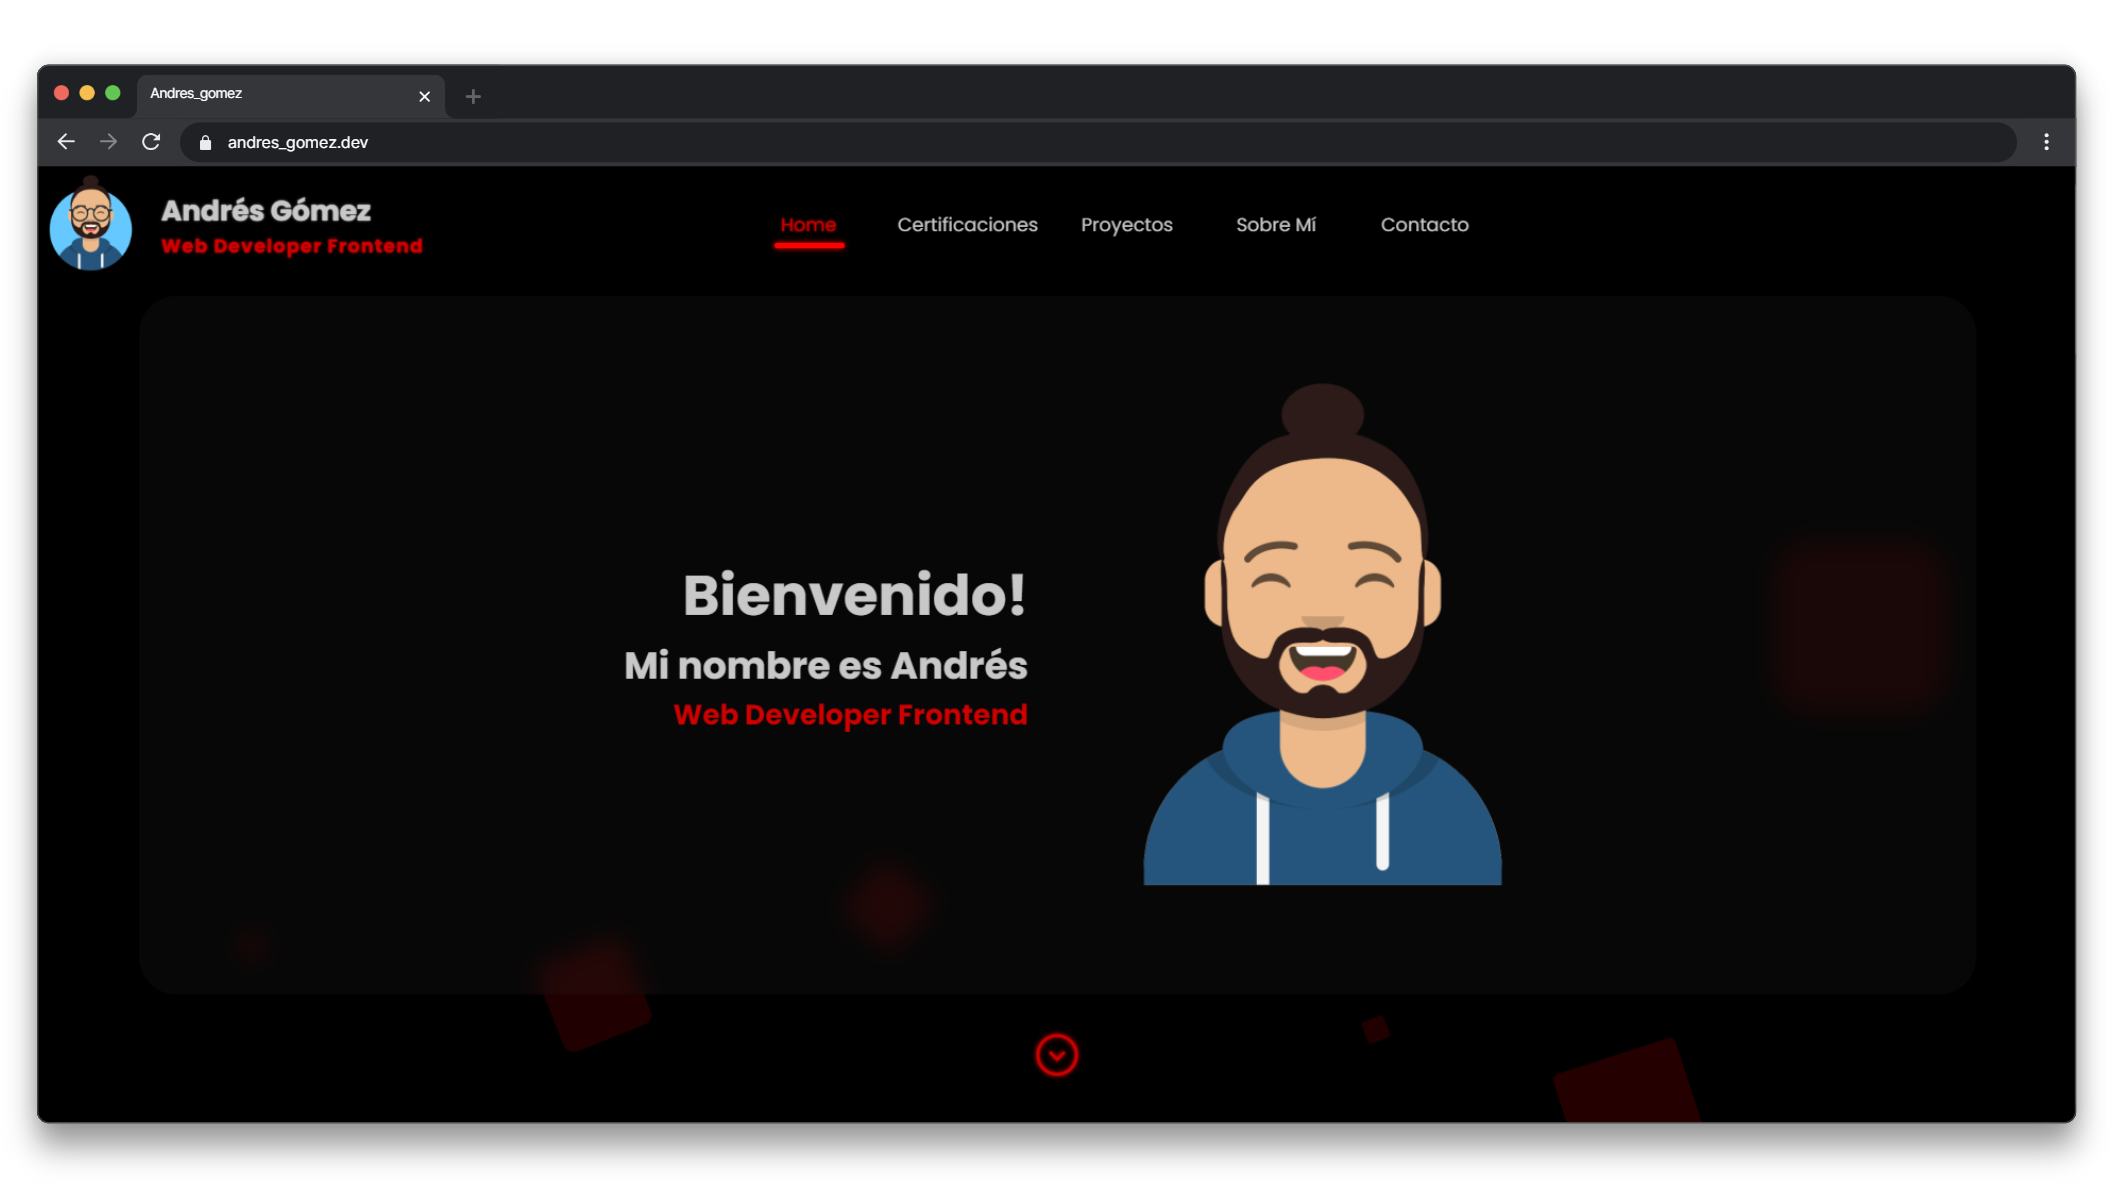 Andres_gomez
andres_gomez.dev
Andrés Gómez
Web Developer Frontend
Home Certificaciones Proyectos Sobre Mí Contacto
Bienvenido!
Mi nombre es Andrés
Web Developer Frontend